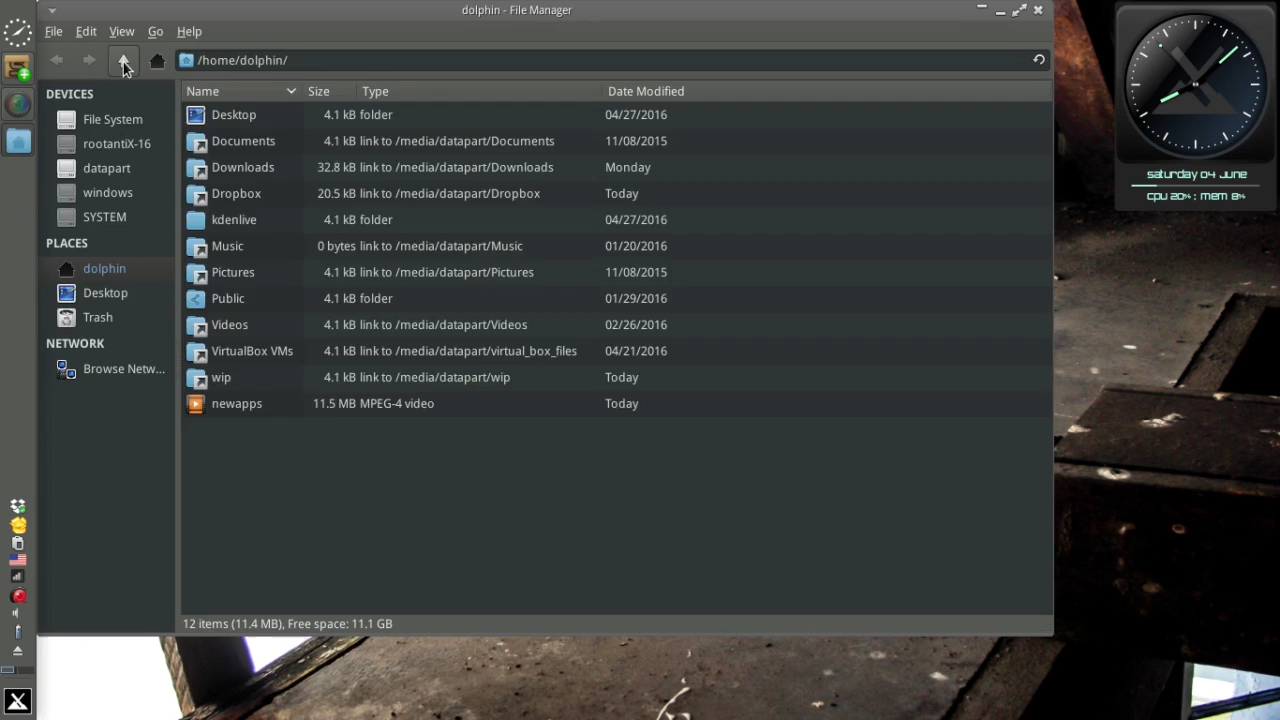 dolphin - File Manager
File Edit View Go Help
/home/dolphin/
DEVICES
File System
rootantiX-16
datapart
windows
SYSTEM
PLACES
dolphin
Desktop
Trash
NETWORK
Browse Netw...
Name Size Type Date Modified
Desktop 4.1 kB folder 04/27/2016
Documents 4.1 kB link to /media/datapart/Documents 11/08/2015
Downloads 32.8 kB link to /media/datapart/Downloads Monday
Dropbox 20.5 kB link to /media/datapart/Dropbox Today
kdenlive 4.1 kB folder 04/27/2016
Music 0 bytes link to /media/datapart/Music 01/20/2016
Pictures 4.1 kB link to /media/datapart/Pictures 11/08/2015
Public 4.1 kB folder 01/29/2016
Videos 4.1 kB link to /media/datapart/Videos 02/26/2016
VirtualBox VMs 4.1 kB link to /media/datapart/virtual_box_files 04/21/2016
wip 4.1 kB link to /media/datapart/wip Today
newapps 11.5 MB MPEG-4 video Today
12 items (11.4 MB), Free space: 11.1 GB
saturday 04 june
cpu 20% : mem 8%